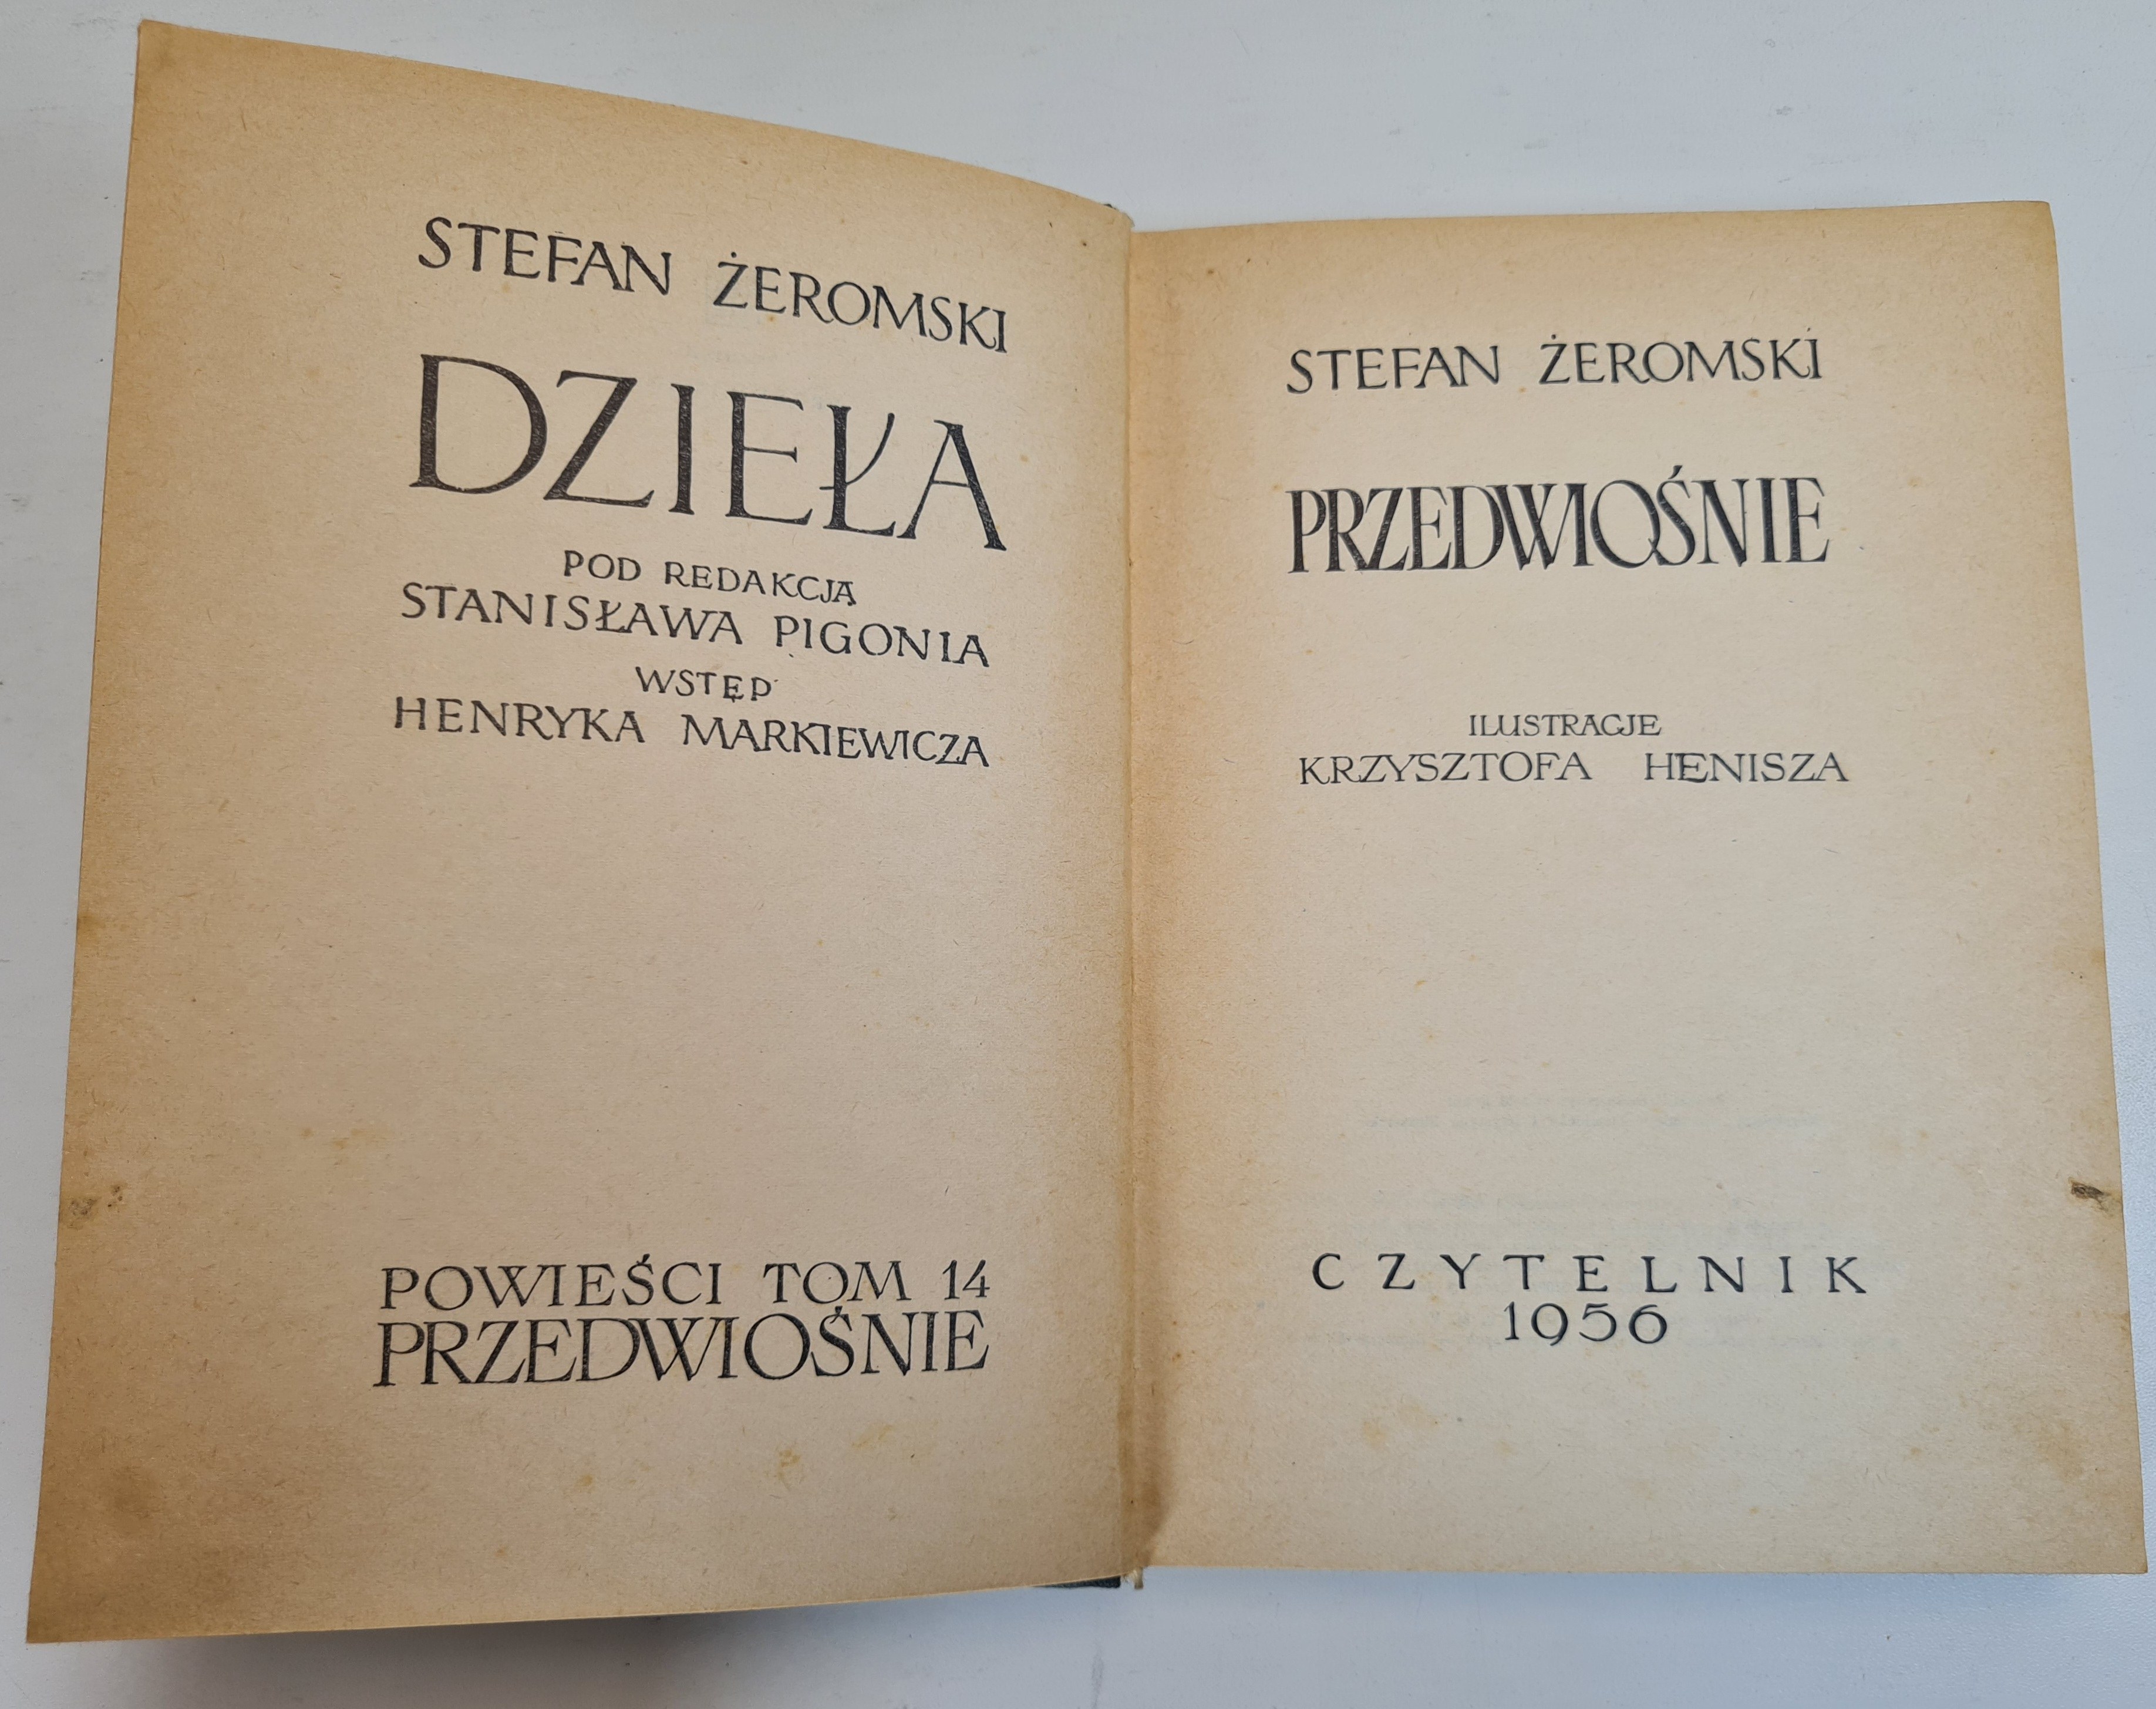 STEFAN ŻEROMSKI
DZIEŁA
POD REDAKCJĄ
STANISŁAWA PIGONIA
WSTĘP
HENRYKA MARKIEWICZA
POWIEŚCI TOM 14
PRZEDWIOŚNIE
STEFAN ŻEROMSKI
PRZEDWIOŚNIE
ILUSTRACJE
KRZYSZTOFA HENISZA
CZYTELNIK
1956